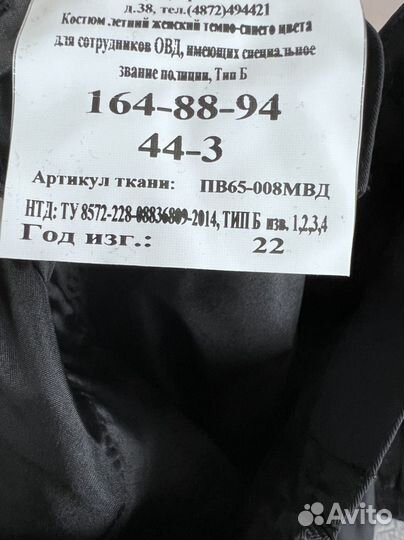 д.38, тел.(4872)494421
Костюм летний женский темно-синего цвета
для сотрудников ОВД, имеющих специальное
звание полиции, Тип Б
164-88-94
44-3
Артикул ткани: ПВ65-008МВД
НТД: ТУ 8572-228-08836809-2014, ТИП Б изв. 1,2,3,4
Год изг.: 22
Avito